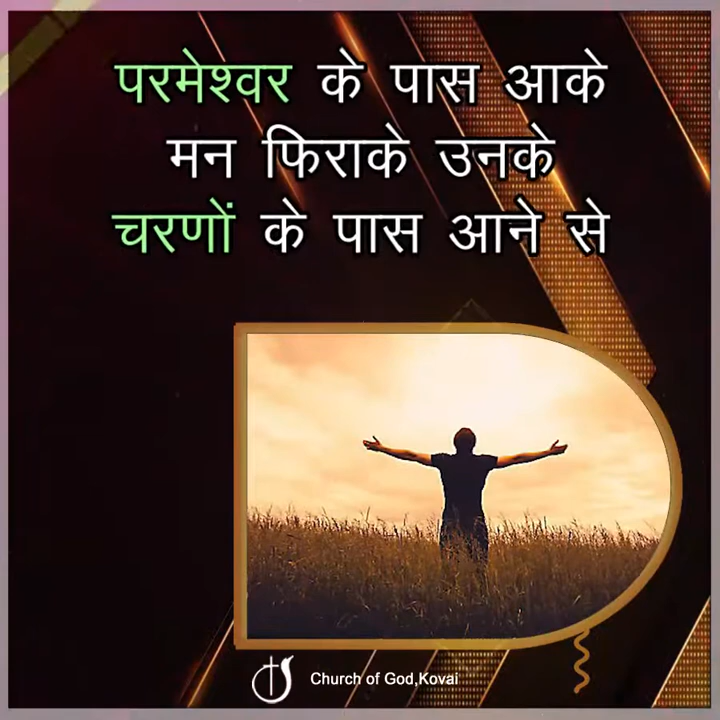 परमेश्वर के पास आके
मन फिराके उनके
चरणों के पास आने से
Church of God,Kovai